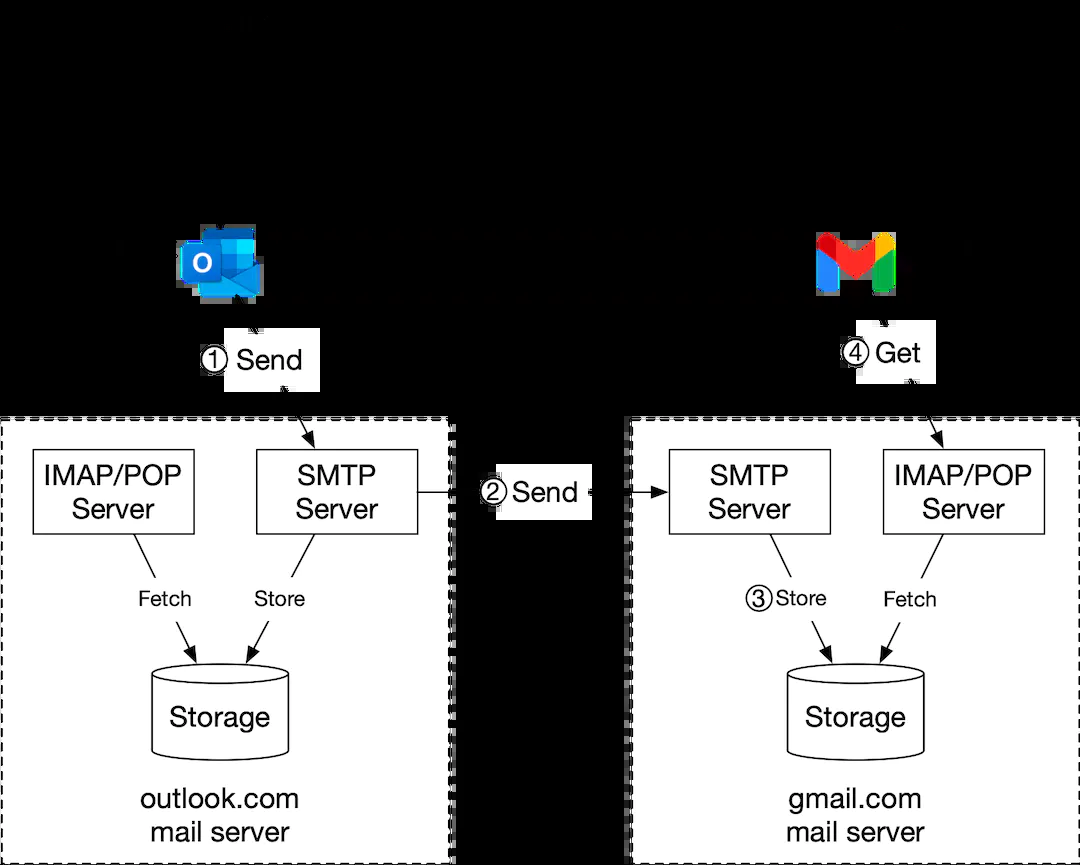 O
① Send
④ Get
IMAP/POP
Server
SMTP
Server
② Send
SMTP
Server
IMAP/POP
Server
Fetch
Store
③ Store
Fetch
Storage
Storage
outlook.com
mail server
gmail.com
mail server